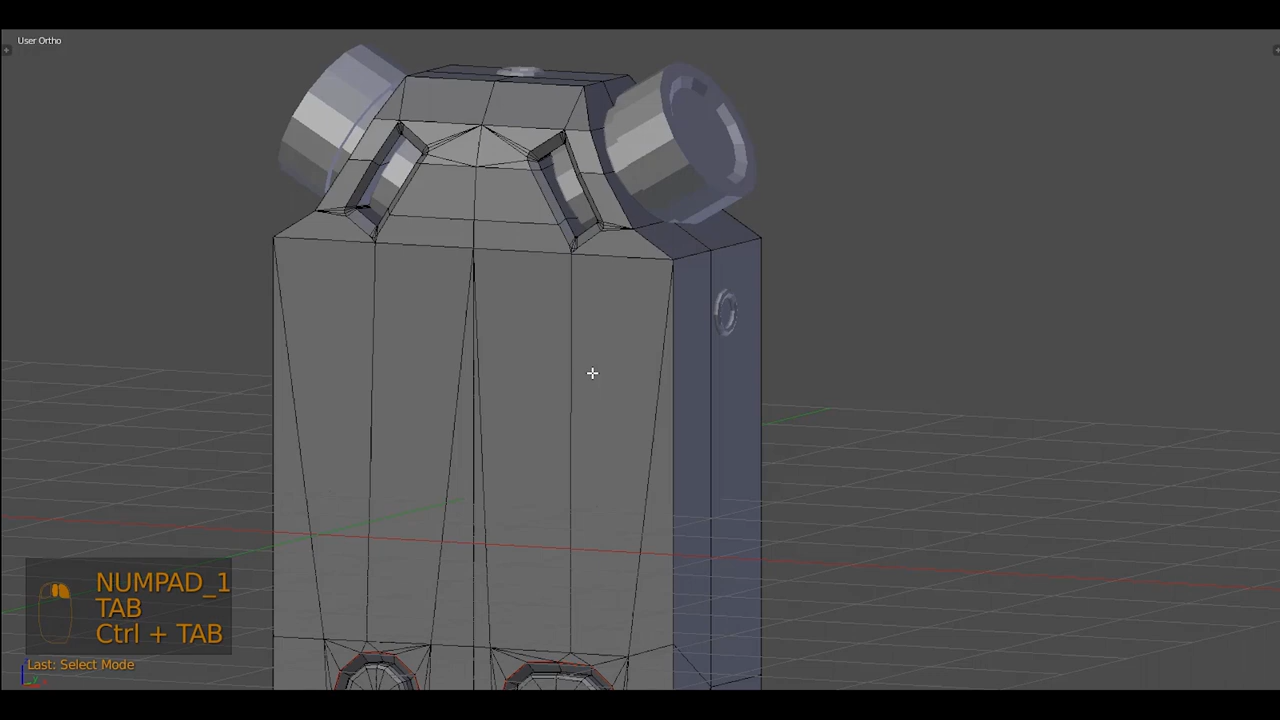 User Ortho
NUMPAD_1
TAB
Ctrl + TAB
Last: Select Mode